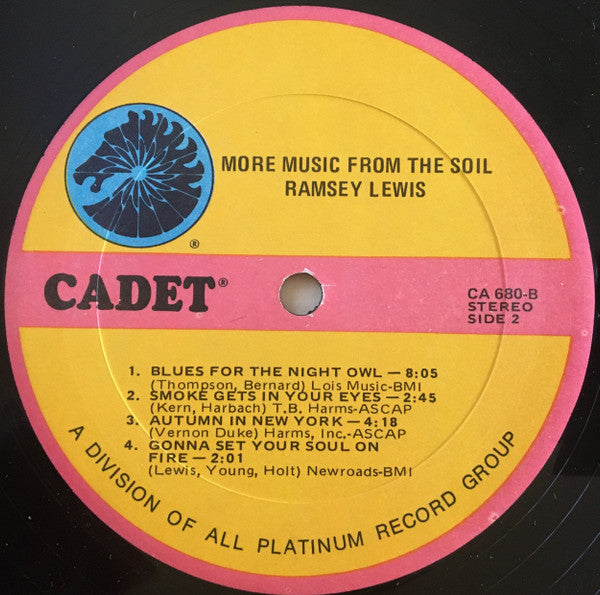 MORE MUSIC FROM THE SOIL
RAMSEY LEWIS
®
CADET®
CA 680-B
STEREO
SIDE 2
1. BLUES FOR THE NIGHT OWL — 8:05
(Thompson, Bernard) Lois Music-BMI
2. SMOKE GETS IN YOUR EYES — 2:45
(Kern, Harbach) T.B. Harms-ASCAP
3. AUTUMN IN NEW YORK — 4:18
(Vernon Duke) Harms, Inc.-ASCAP
4. GONNA SET YOUR SOUL ON
FIRE — 2:01
(Lewis, Young, Holt) Newroads-BMI
A DIVISION OF ALL PLATINUM RECORD GROUP